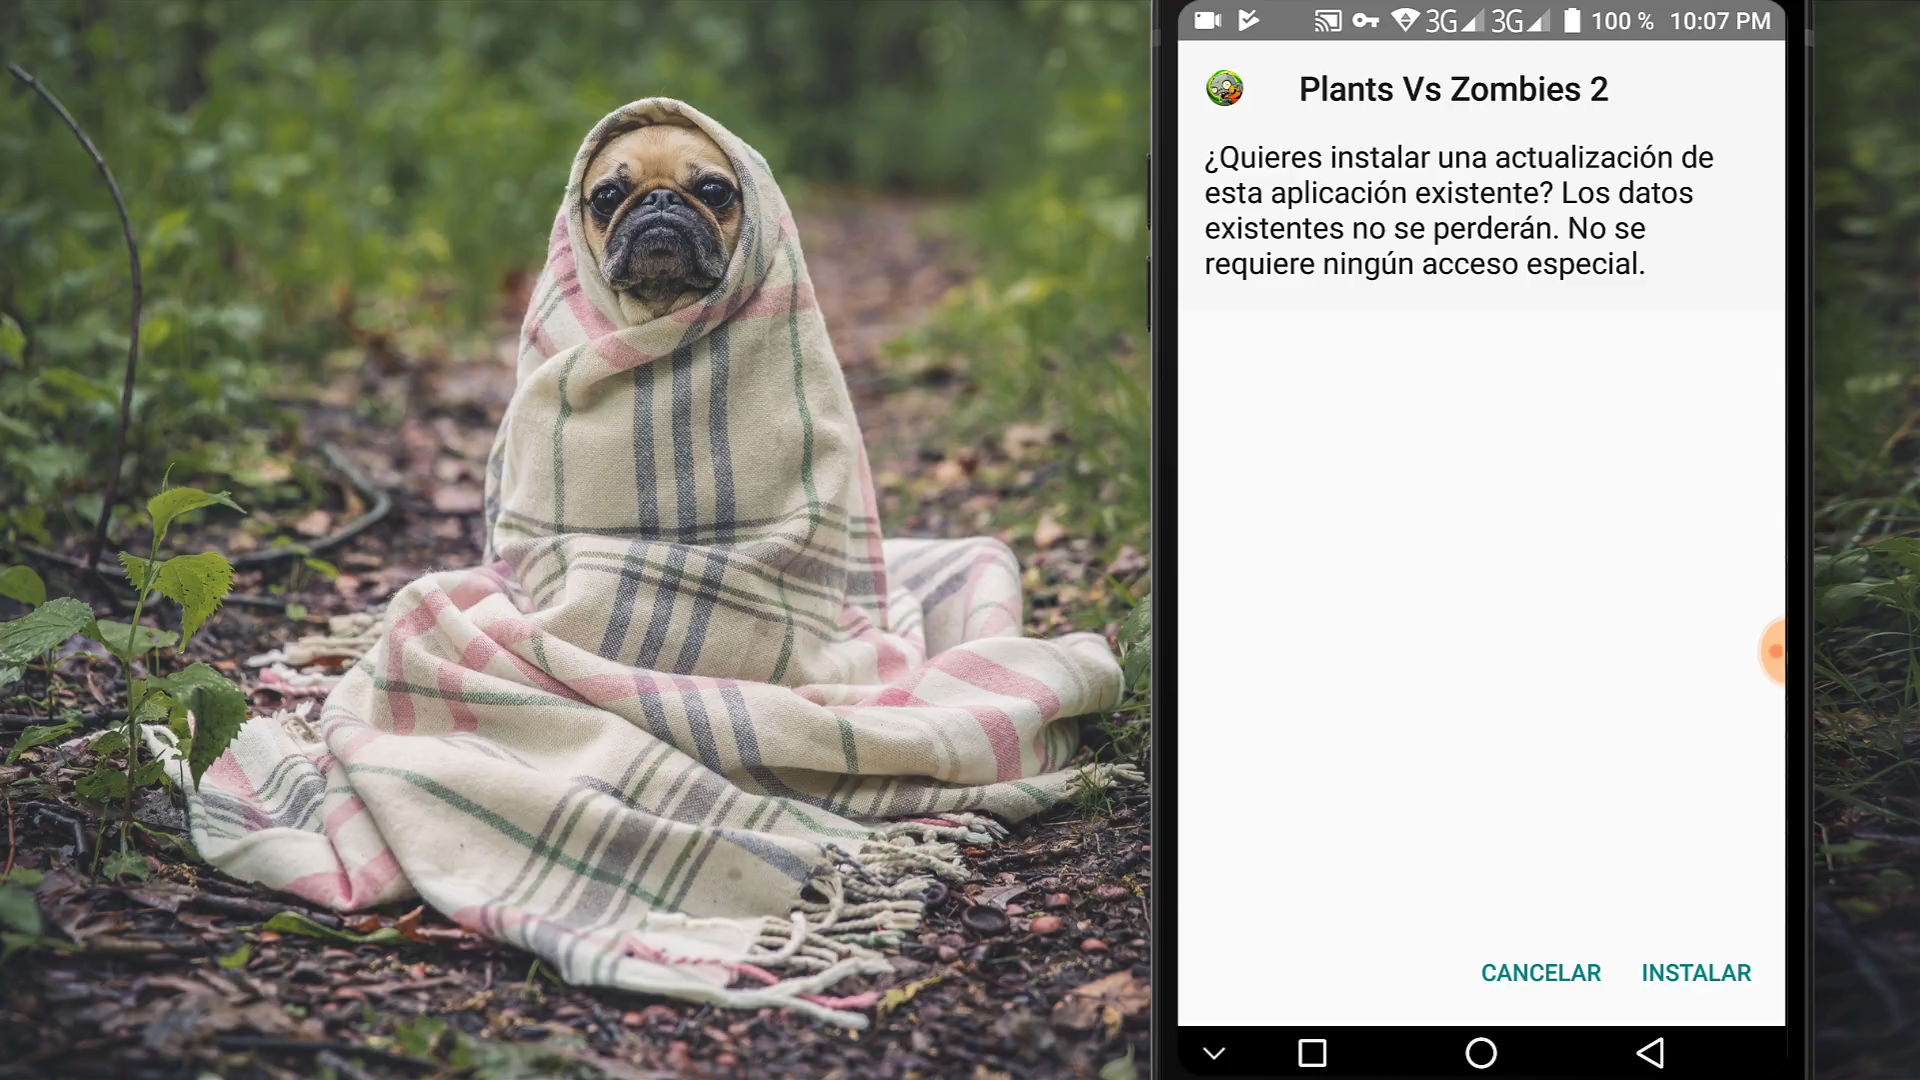 3G 3G 100 % 10:07 PM
Plants Vs Zombies 2
¿Quieres instalar una actualización de
esta aplicación existente? Los datos
existentes no se perderán. No se
requiere ningún acceso especial.
CANCELAR INSTALAR